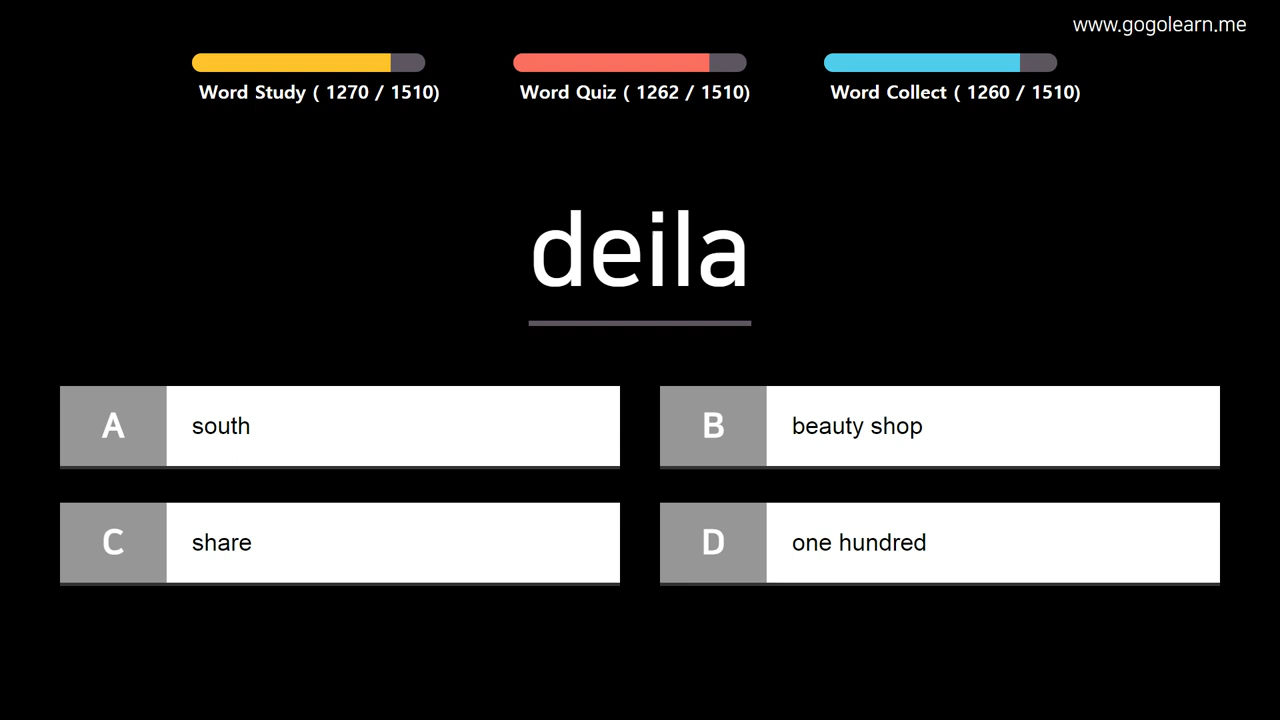 www.gogolearn.me
Word Study ( 1270 / 1510)
Word Quiz ( 1262 / 1510)
Word Collect ( 1260 / 1510)
deila
A south
B beauty shop
C share
D one hundred